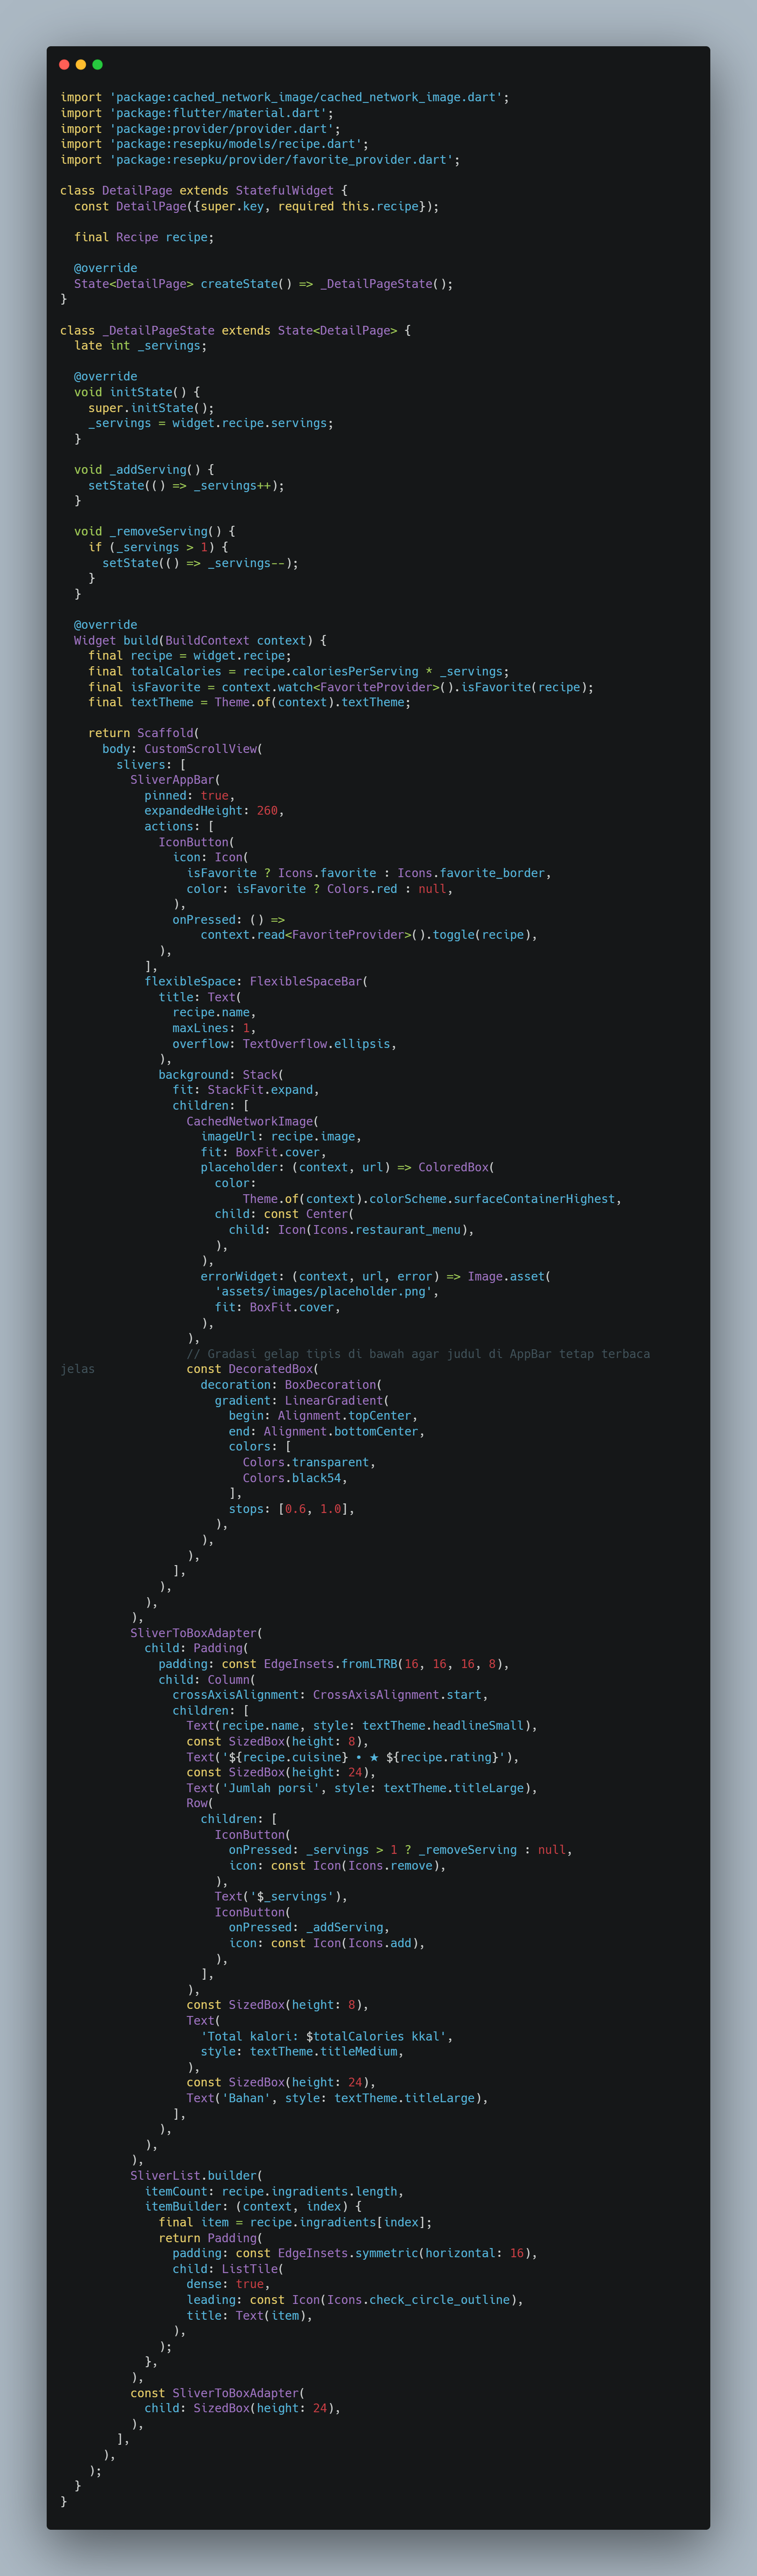 import 'package:cached_network_image/cached_network_image.dart';
import 'package:flutter/material.dart';
import 'package:provider/provider.dart';
import 'package:resepku/models/recipe.dart';
import 'package:resepku/provider/favorite_provider.dart';

class DetailPage extends StatefulWidget {
  const DetailPage({super.key, required this.recipe});

  final Recipe recipe;

  @override
  State<DetailPage> createState() => _DetailPageState();
}

class _DetailPageState extends State<DetailPage> {
  late int _servings;

  @override
  void initState() {
    super.initState();
    _servings = widget.recipe.servings;
  }

  void _addServing() {
    setState(() => _servings++);
  }

  void _removeServing() {
    if (_servings > 1) {
      setState(() => _servings--);
    }
  }

  @override
  Widget build(BuildContext context) {
    final recipe = widget.recipe;
    final totalCalories = recipe.caloriesPerServing * _servings;
    final isFavorite = context.watch<FavoriteProvider>().isFavorite(recipe);
    final textTheme = Theme.of(context).textTheme;

    return Scaffold(
      body: CustomScrollView(
        slivers: [
          SliverAppBar(
            pinned: true,
            expandedHeight: 260,
            actions: [
              IconButton(
                icon: Icon(
                  isFavorite ? Icons.favorite : Icons.favorite_border,
                  color: isFavorite ? Colors.red : null,
                ),
                onPressed: () =>
                    context.read<FavoriteProvider>().toggle(recipe),
              ),
            ],
            flexibleSpace: FlexibleSpaceBar(
              title: Text(
                recipe.name,
                maxLines: 1,
                overflow: TextOverflow.ellipsis,
              ),
              background: Stack(
                fit: StackFit.expand,
                children: [
                  CachedNetworkImage(
                    imageUrl: recipe.image,
                    fit: BoxFit.cover,
                    placeholder: (context, url) => ColoredBox(
                      color:
                          Theme.of(context).colorScheme.surfaceContainerHighest,
                      child: const Center(
                        child: Icon(Icons.restaurant_menu),
                      ),
                    ),
                    errorWidget: (context, url, error) => Image.asset(
                      'assets/images/placeholder.png',
                      fit: BoxFit.cover,
                    ),
                  ),
                  // Gradasi gelap tipis di bawah agar judul di AppBar tetap terbaca
jelas             const DecoratedBox(
                    decoration: BoxDecoration(
                      gradient: LinearGradient(
                        begin: Alignment.topCenter,
                        end: Alignment.bottomCenter,
                        colors: [
                          Colors.transparent,
                          Colors.black54,
                        ],
                        stops: [0.6, 1.0],
                      ),
                    ),
                  ),
                ],
              ),
            ),
          ),
          SliverToBoxAdapter(
            child: Padding(
              padding: const EdgeInsets.fromLTRB(16, 16, 16, 8),
              child: Column(
                crossAxisAlignment: CrossAxisAlignment.start,
                children: [
                  Text(recipe.name, style: textTheme.headlineSmall),
                  const SizedBox(height: 8),
                  Text('${recipe.cuisine} • ★ ${recipe.rating}'),
                  const SizedBox(height: 24),
                  Text('Jumlah porsi', style: textTheme.titleLarge),
                  Row(
                    children: [
                      IconButton(
                        onPressed: _servings > 1 ? _removeServing : null,
                        icon: const Icon(Icons.remove),
                      ),
                      Text('$_servings'),
                      IconButton(
                        onPressed: _addServing,
                        icon: const Icon(Icons.add),
                      ),
                    ],
                  ),
                  const SizedBox(height: 8),
                  Text(
                    'Total kalori: $totalCalories kkal',
                    style: textTheme.titleMedium,
                  ),
                  const SizedBox(height: 24),
                  Text('Bahan', style: textTheme.titleLarge),
                ],
              ),
            ),
          ),
          SliverList.builder(
            itemCount: recipe.ingredients.length,
            itemBuilder: (context, index) {
              final item = recipe.ingredients[index];
              return Padding(
                padding: const EdgeInsets.symmetric(horizontal: 16),
                child: ListTile(
                  dense: true,
                  leading: const Icon(Icons.check_circle_outline),
                  title: Text(item),
                ),
              );
            },
          ),
          const SliverToBoxAdapter(
            child: SizedBox(height: 24),
          ),
        ],
      ),
    );
  }
}